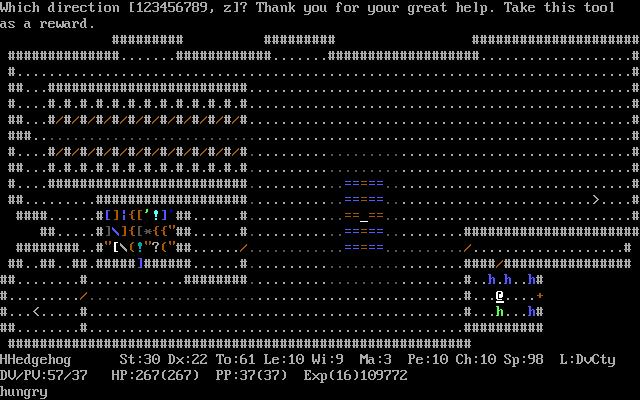 Which direction [123456789, z]? Thank you for your great help. Take this tool
as a reward.
HHedgehog St:30 Dx:22 To:61 Le:10 Wi:9 Ma:3 Pe:10 Ch:10 Sp:98 L:DvCty
DV/PV:57/37 HP:267(267) PP:37(37) Exp(16)109772
hungry